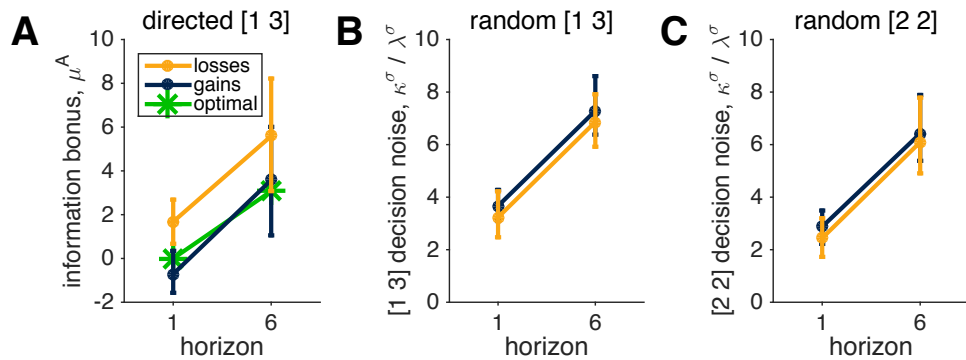 A
directed [1 3]
information bonus, μᴬ
10
8
6
4
2
0
-2
losses
gains
optimal
1
6
horizon
B
random [1 3]
[1 3] decision noise, κ^σ / λ^σ
10
8
6
4
2
0
1
6
horizon
C
random [2 2]
[2 2] decision noise, κ^σ / λ^σ
10
8
6
4
2
0
1
6
horizon